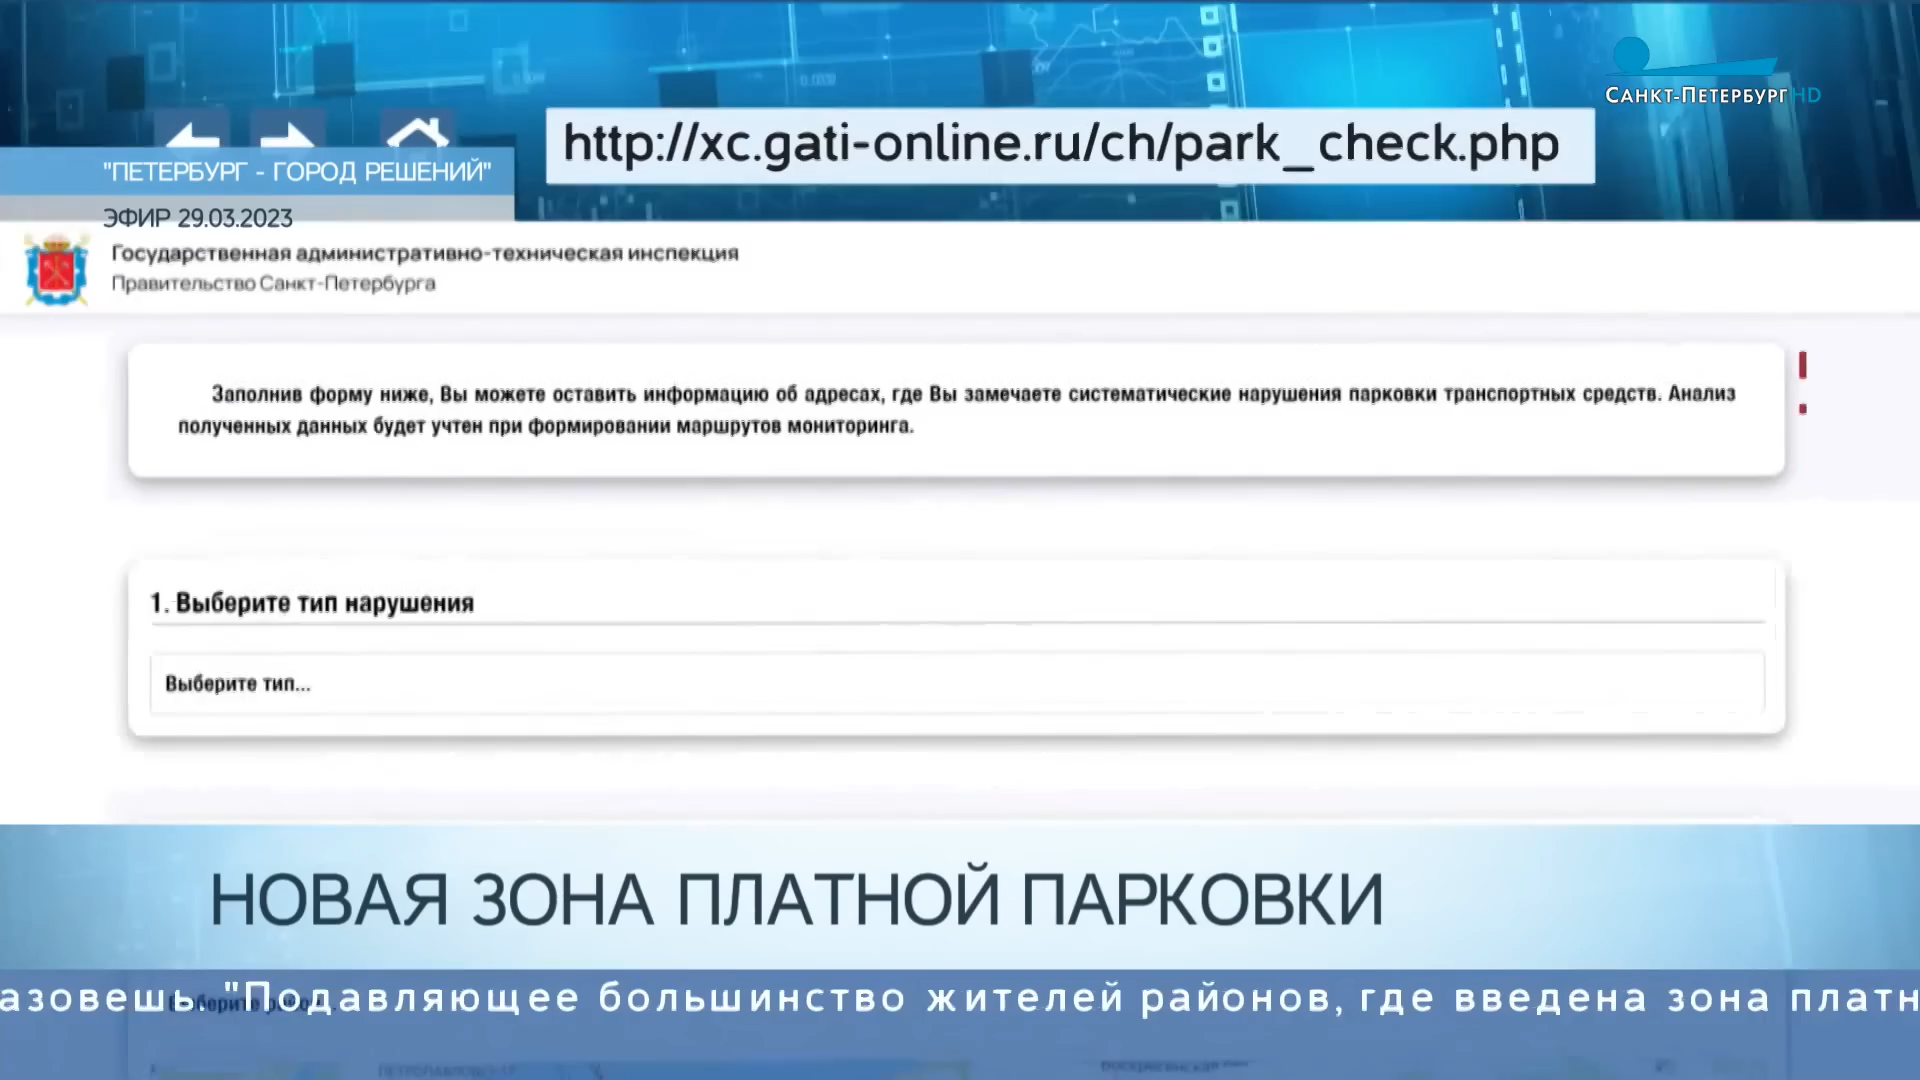 САНКТ-ПЕТЕРБУРГ HD
http://xc.gati-online.ru/ch/park_check.php
"ПЕТЕРБУРГ - ГОРОД РЕШЕНИЙ"
ЭФИР 29.03.2023
Государственная административно-техническая инспекция
Правительство Санкт-Петербурга
Заполнив форму ниже, Вы можете оставить информацию об адресах, где Вы замечаете систематические нарушения парковки транспортных средств. Анализ
полученных данных будет учтен при формировании маршрутов мониторинга.
!
1. Выберите тип нарушения
Выберите тип...
НОВАЯ ЗОНА ПЛАТНОЙ ПАРКОВКИ
азовешь. "Подавляющее большинство жителей районов, где введена зона платн